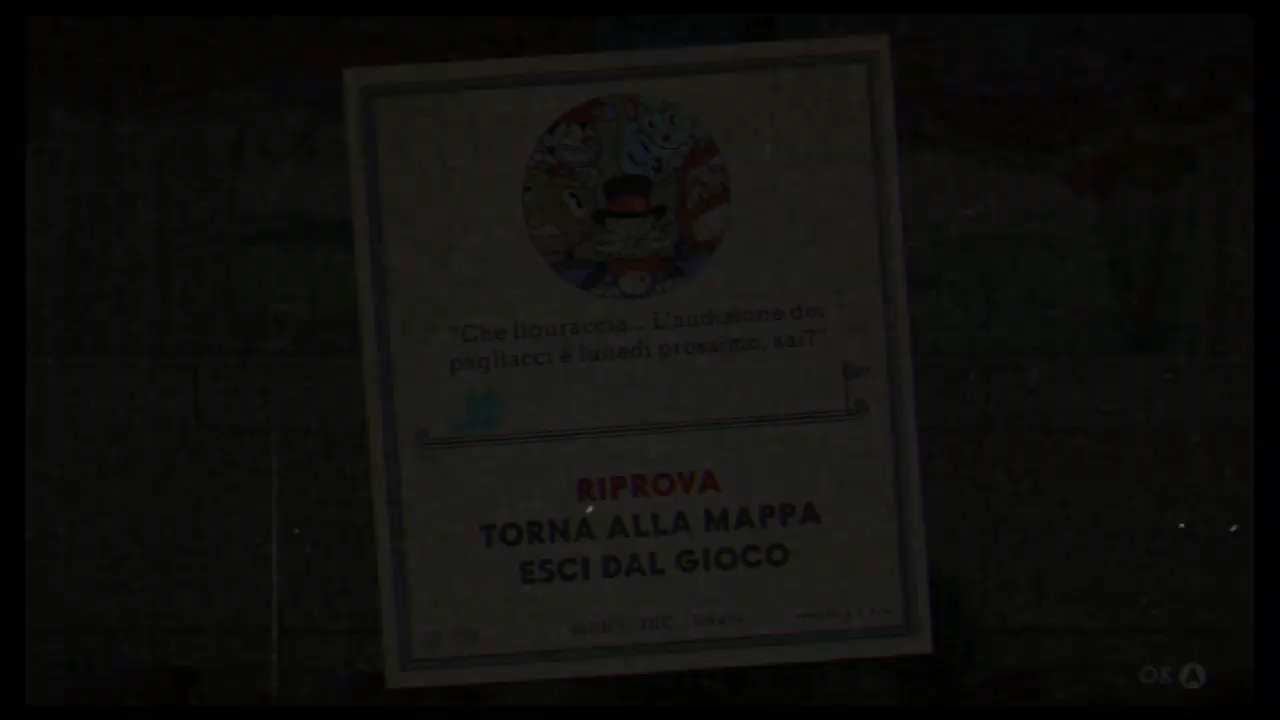 "Che figuraccia... L'audizione dei
pagliacci è lunedì prossimo, sai?"
RIPROVA
TORNA ALLA MAPPA
ESCI DAL GIOCO
OK A